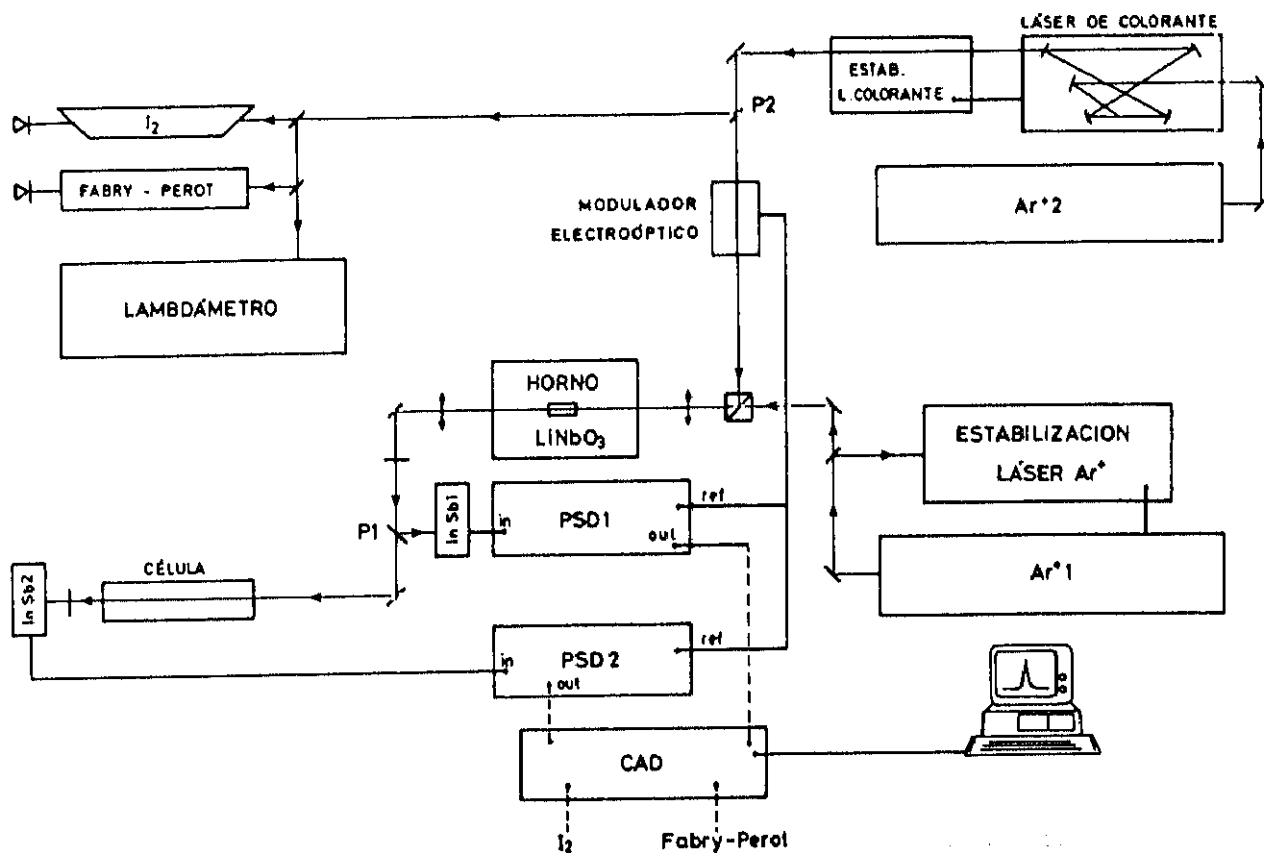 LÁSER DE COLORANTE
ESTAB.
L. COLORANTE
P2
I₂
FABRY - PEROT
Ar⁺2
MODULADOR
ELECTROÓPTICO
LAMBDÁMETRO
HORNO
LiNbO₃
ESTABILIZACION
LÁSER Ar⁺
In Sb1
in
PSD1
ref
out
P1
Ar⁺1
CÉLULA
In Sb2
in
PSD2
ref
out
CAD
I₂
Fabry-Perot